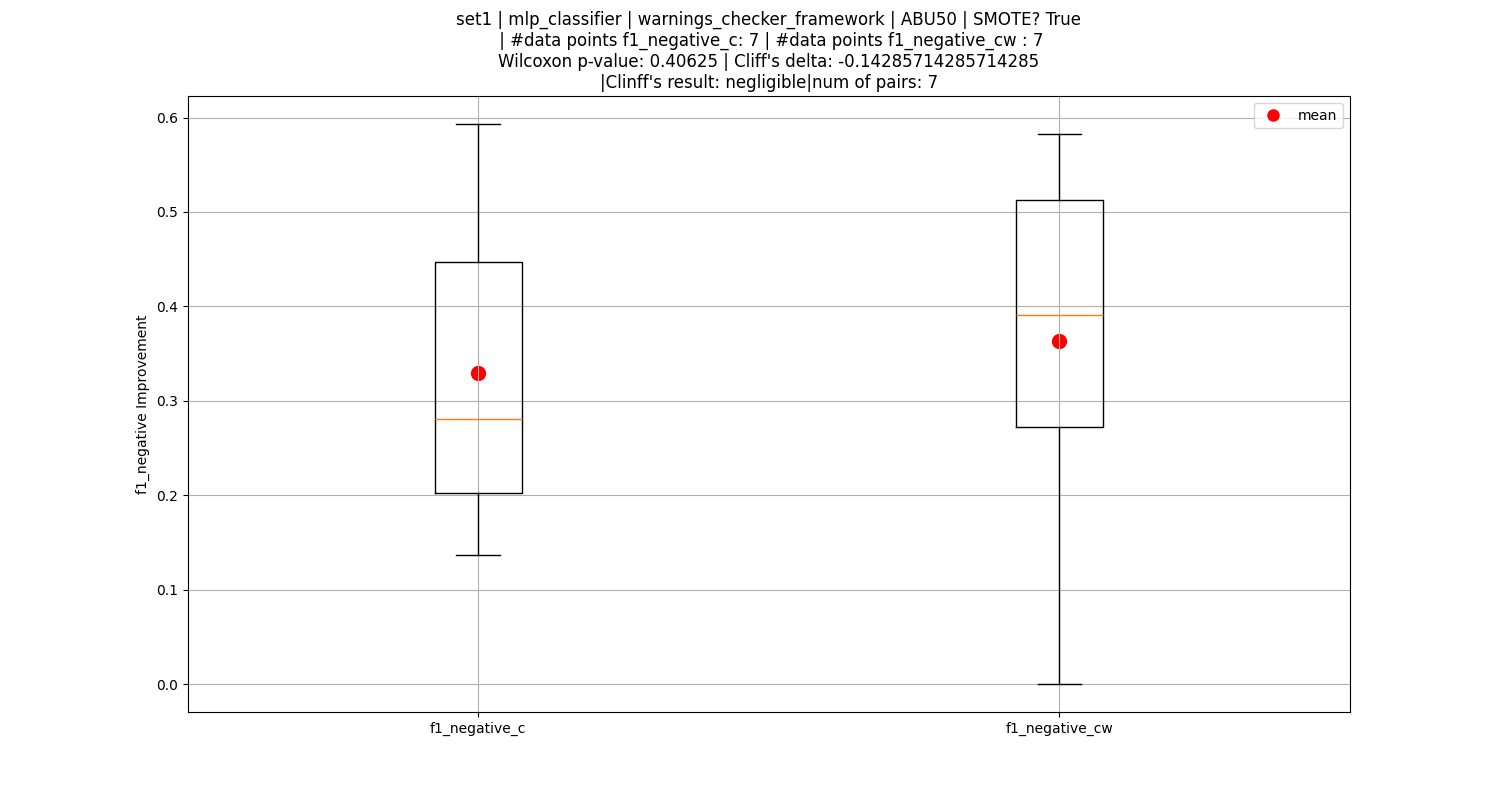 set1 | mlp_classifier | warnings_checker_framework | ABU50 | SMOTE? True
| #data points f1_negative_c: 7 | #data points f1_negative_cw : 7
Wilcoxon p-value: 0.40625 | Cliff's delta: -0.14285714285714285
|Clinff's result: negligible|num of pairs: 7
mean
0.6
0.5
0.4
0.3
0.2
0.1
0.0
f1_negative Improvement
f1_negative_c
f1_negative_cw